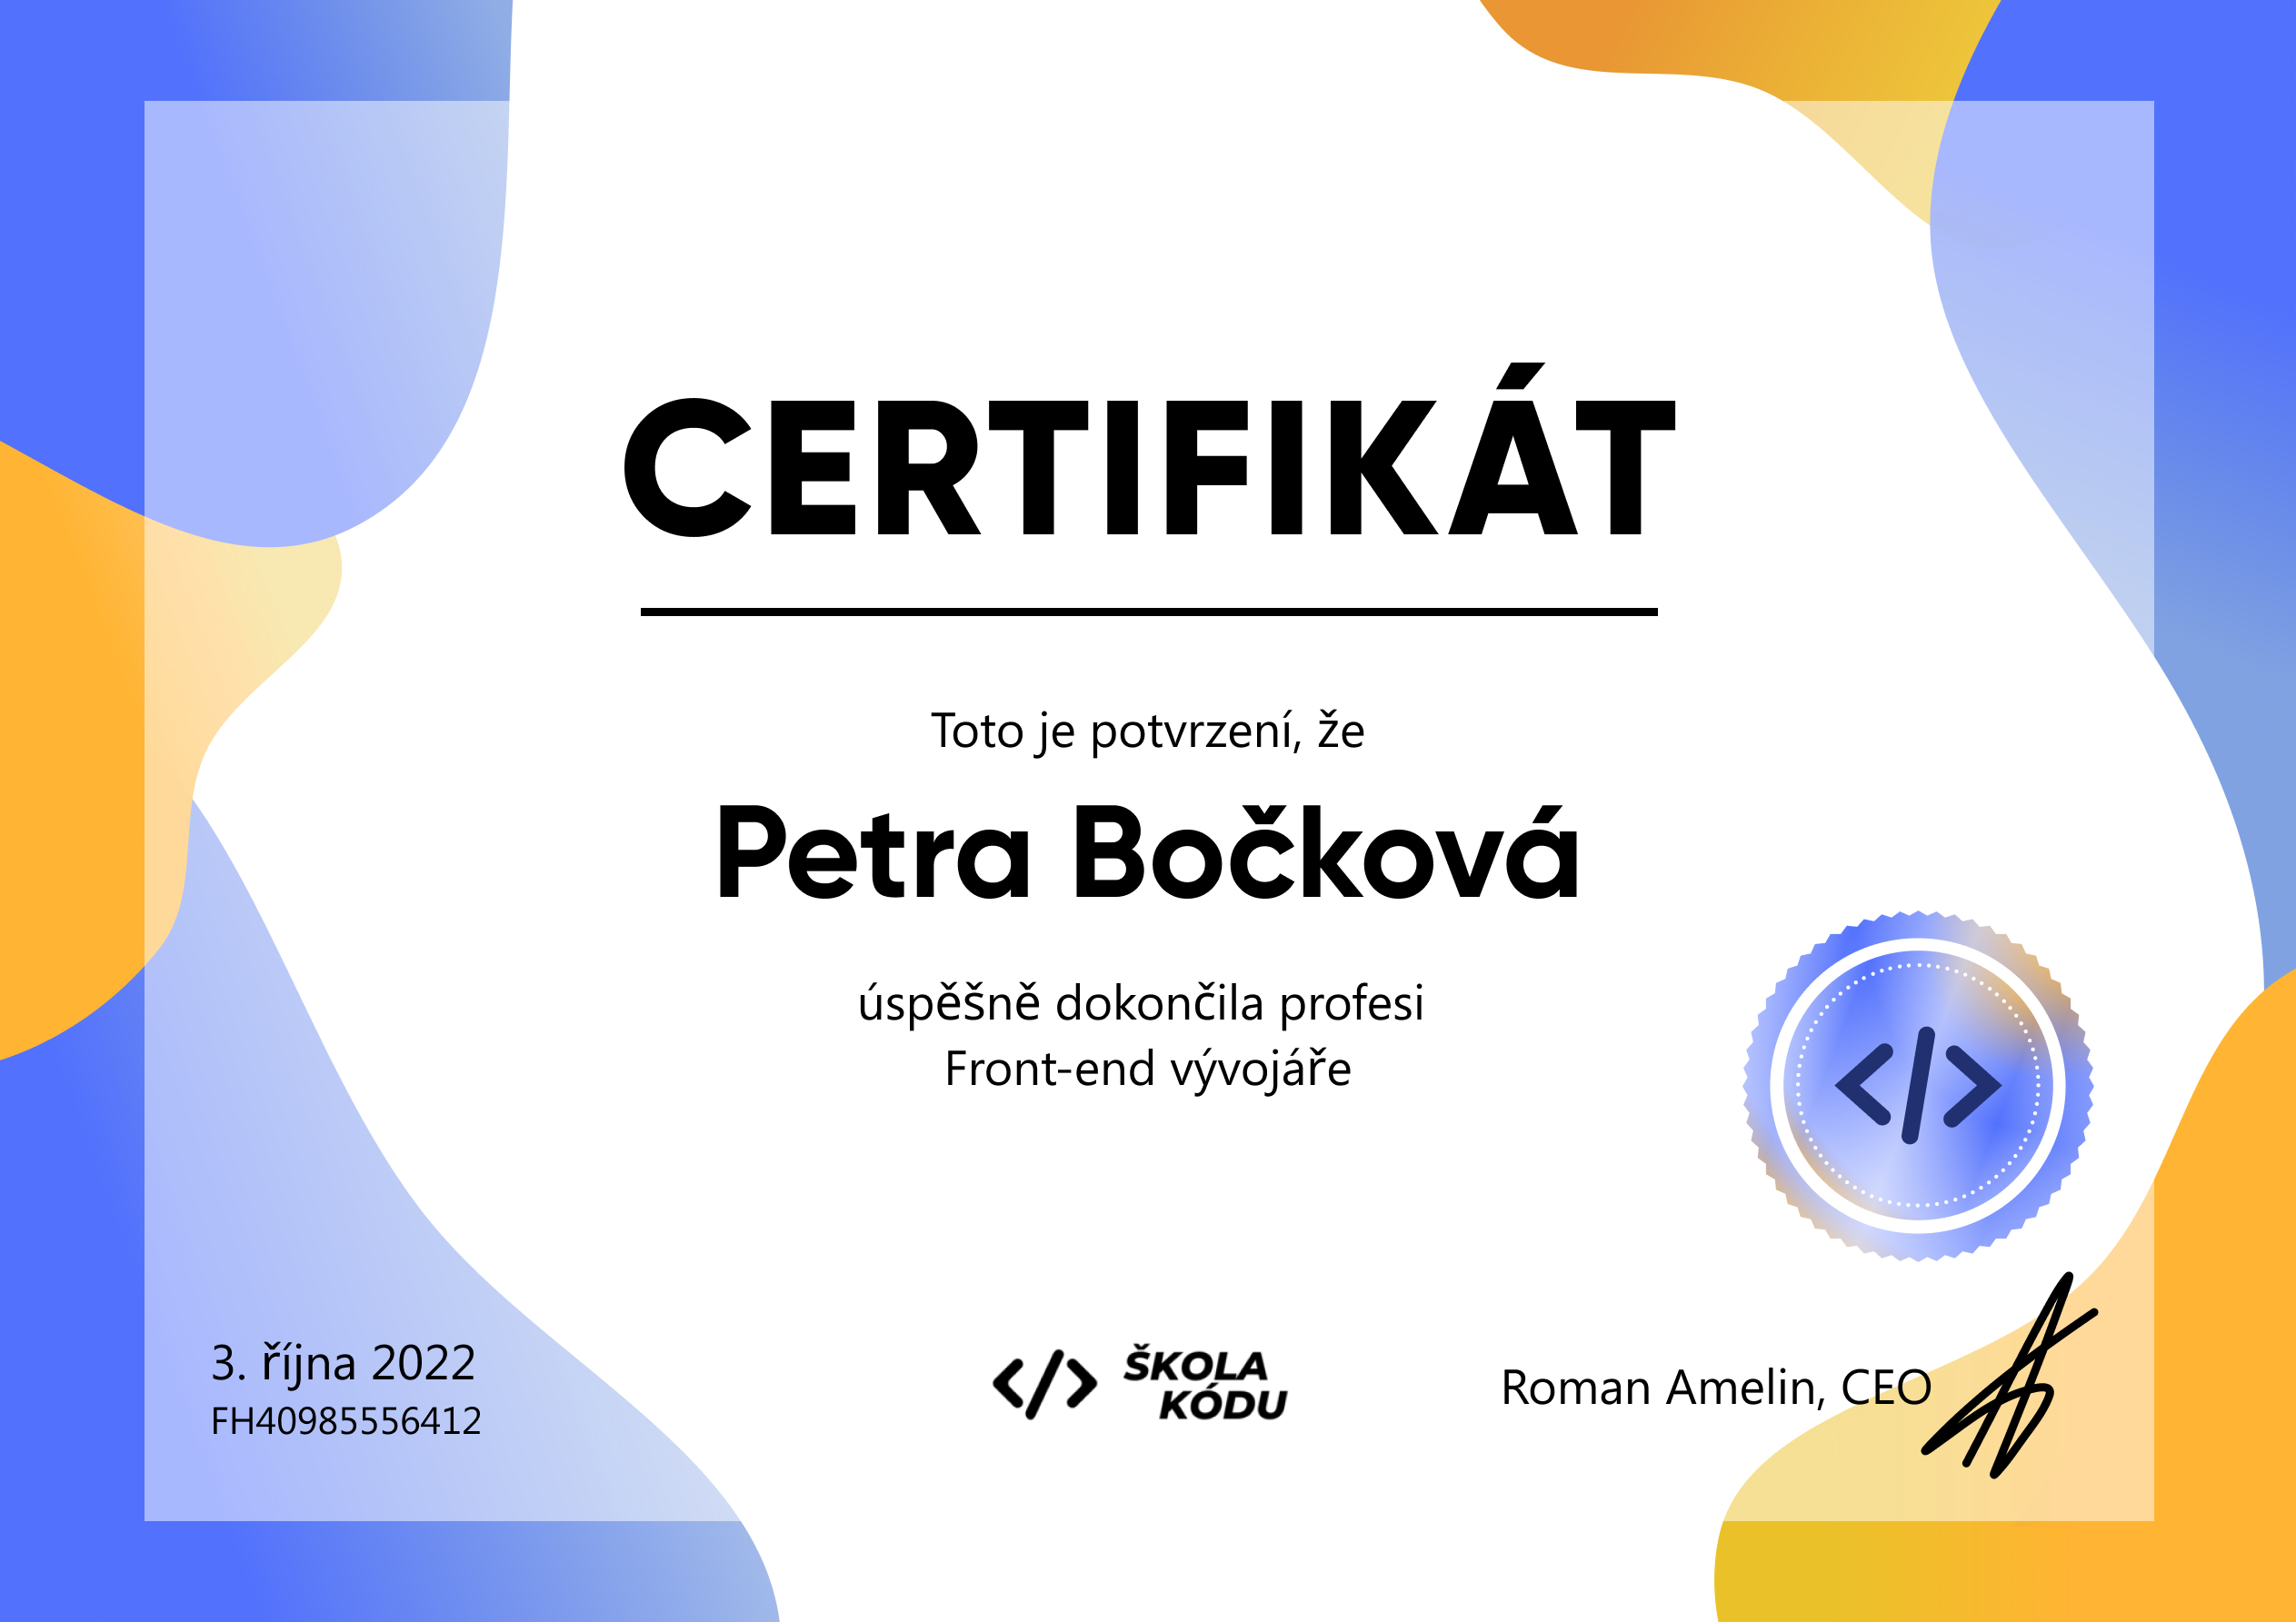 CERTIFIKÁT
Toto je potvrzení, že
Petra Bočková
úspěšně dokončila profesi
Front-end vývojáře
3. října 2022
FH40985556412
</> ŠKOLA
KÓDU
Roman Amelin, CEO
</>